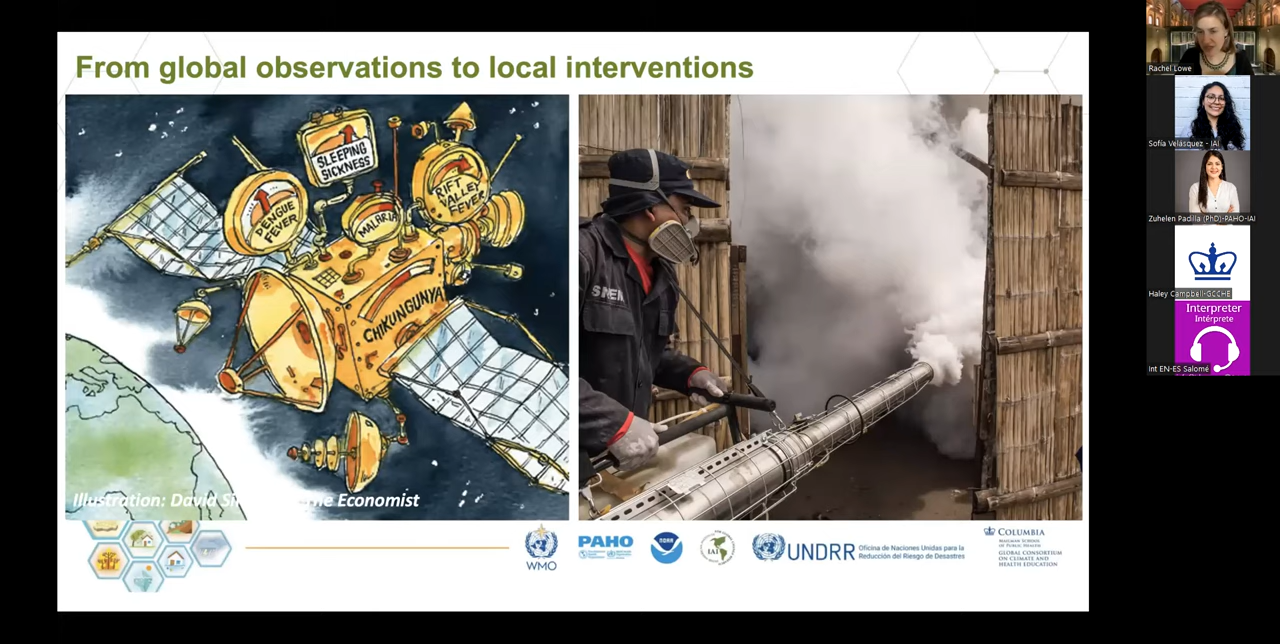 From global observations to local interventions
DENGUE
FEVER
SLEEPING
SICKNESS
MALARIA
RIFT
VALLEY
FEVER
CHIKUNGUNYA
Illustration: David The Economist
WMO
PAHO
NOAA
IAI
UNDRR
Oficina de Naciones Unidas para la
Reducción del Riesgo de Desastres
COLUMBIA
MAILMAN SCHOOL
OF PUBLIC HEALTH
GLOBAL CONSORTIUM
ON CLIMATE AND
HEALTH EDUCATION
Rachel Lowe
Sofía Velásquez - IAI
Zuhelen Padilla (PhD)-PAHO-IAI
Haley Campbell-GCCHE
Interpreter
Intérprete
Int EN-ES Salomé